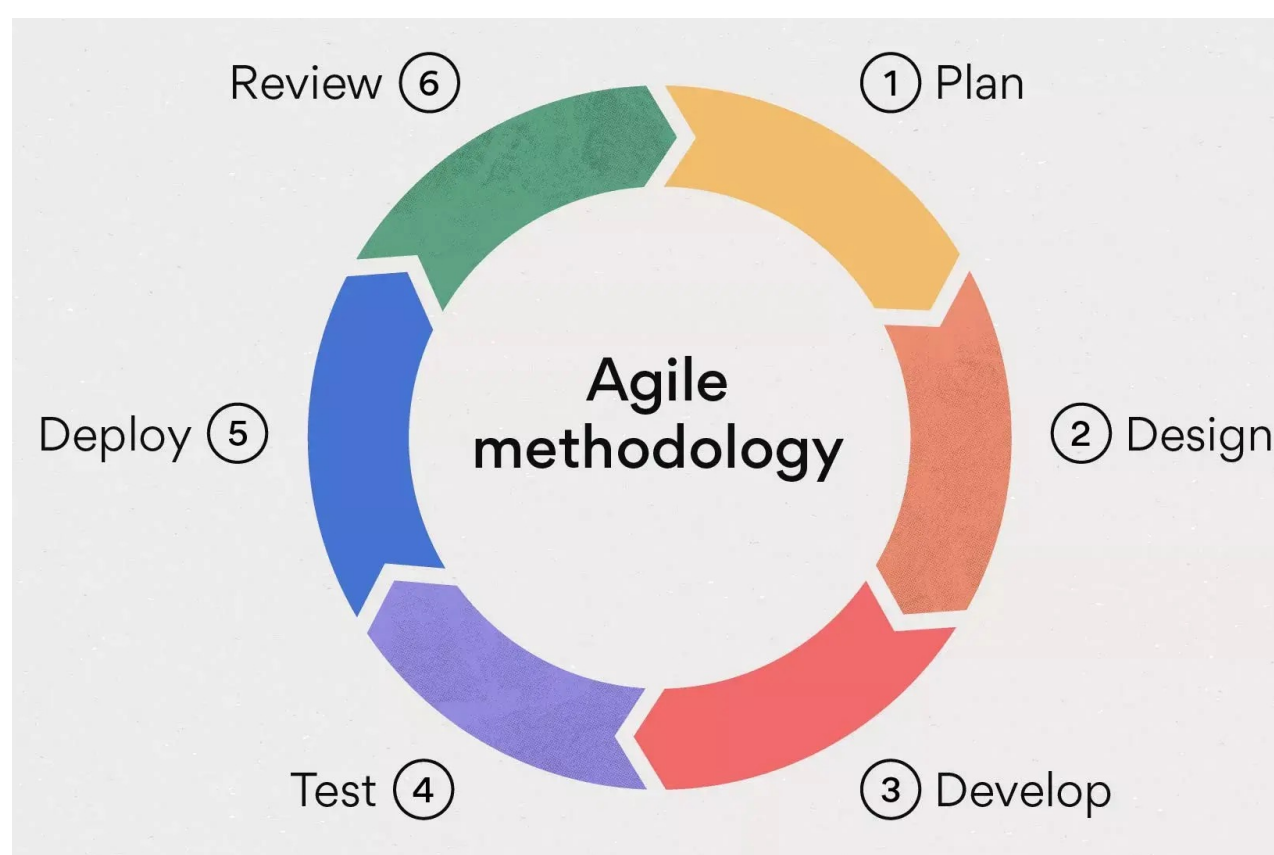 Agile
methodology
1 Plan
2 Design
3 Develop
Test 4
Deploy 5
Review 6